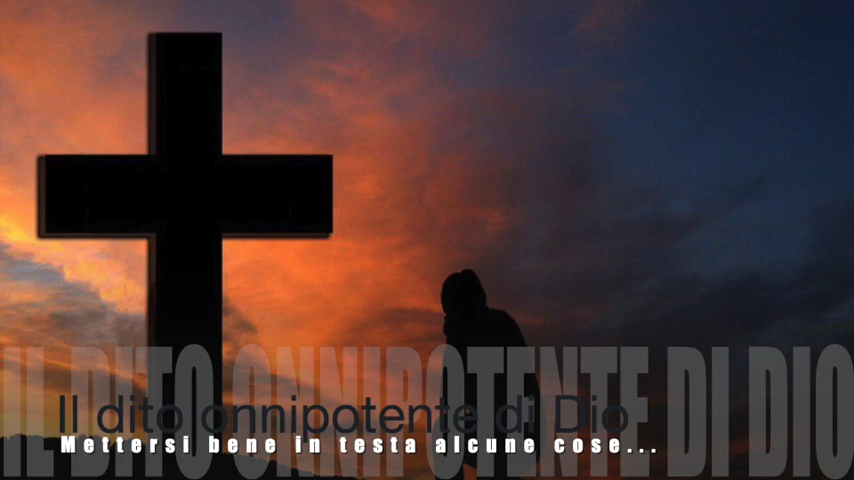 IL DITO ONNIPOTENTE DI DIO
Il dito onnipotente di Dio
Mettersi bene in testa alcune cose...